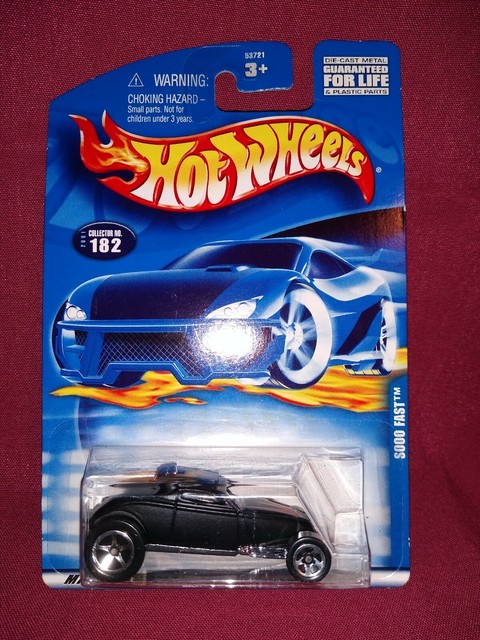 53721
3+
DIE-CAST METAL
GUARANTEED
FOR LIFE
& PLASTIC PARTS
WARNING:
CHOKING HAZARD –
Small parts. Not for
children under 3 years.
HOT WHEELS
®
2001
COLLECTOR NO.
182
SOOO FAST™